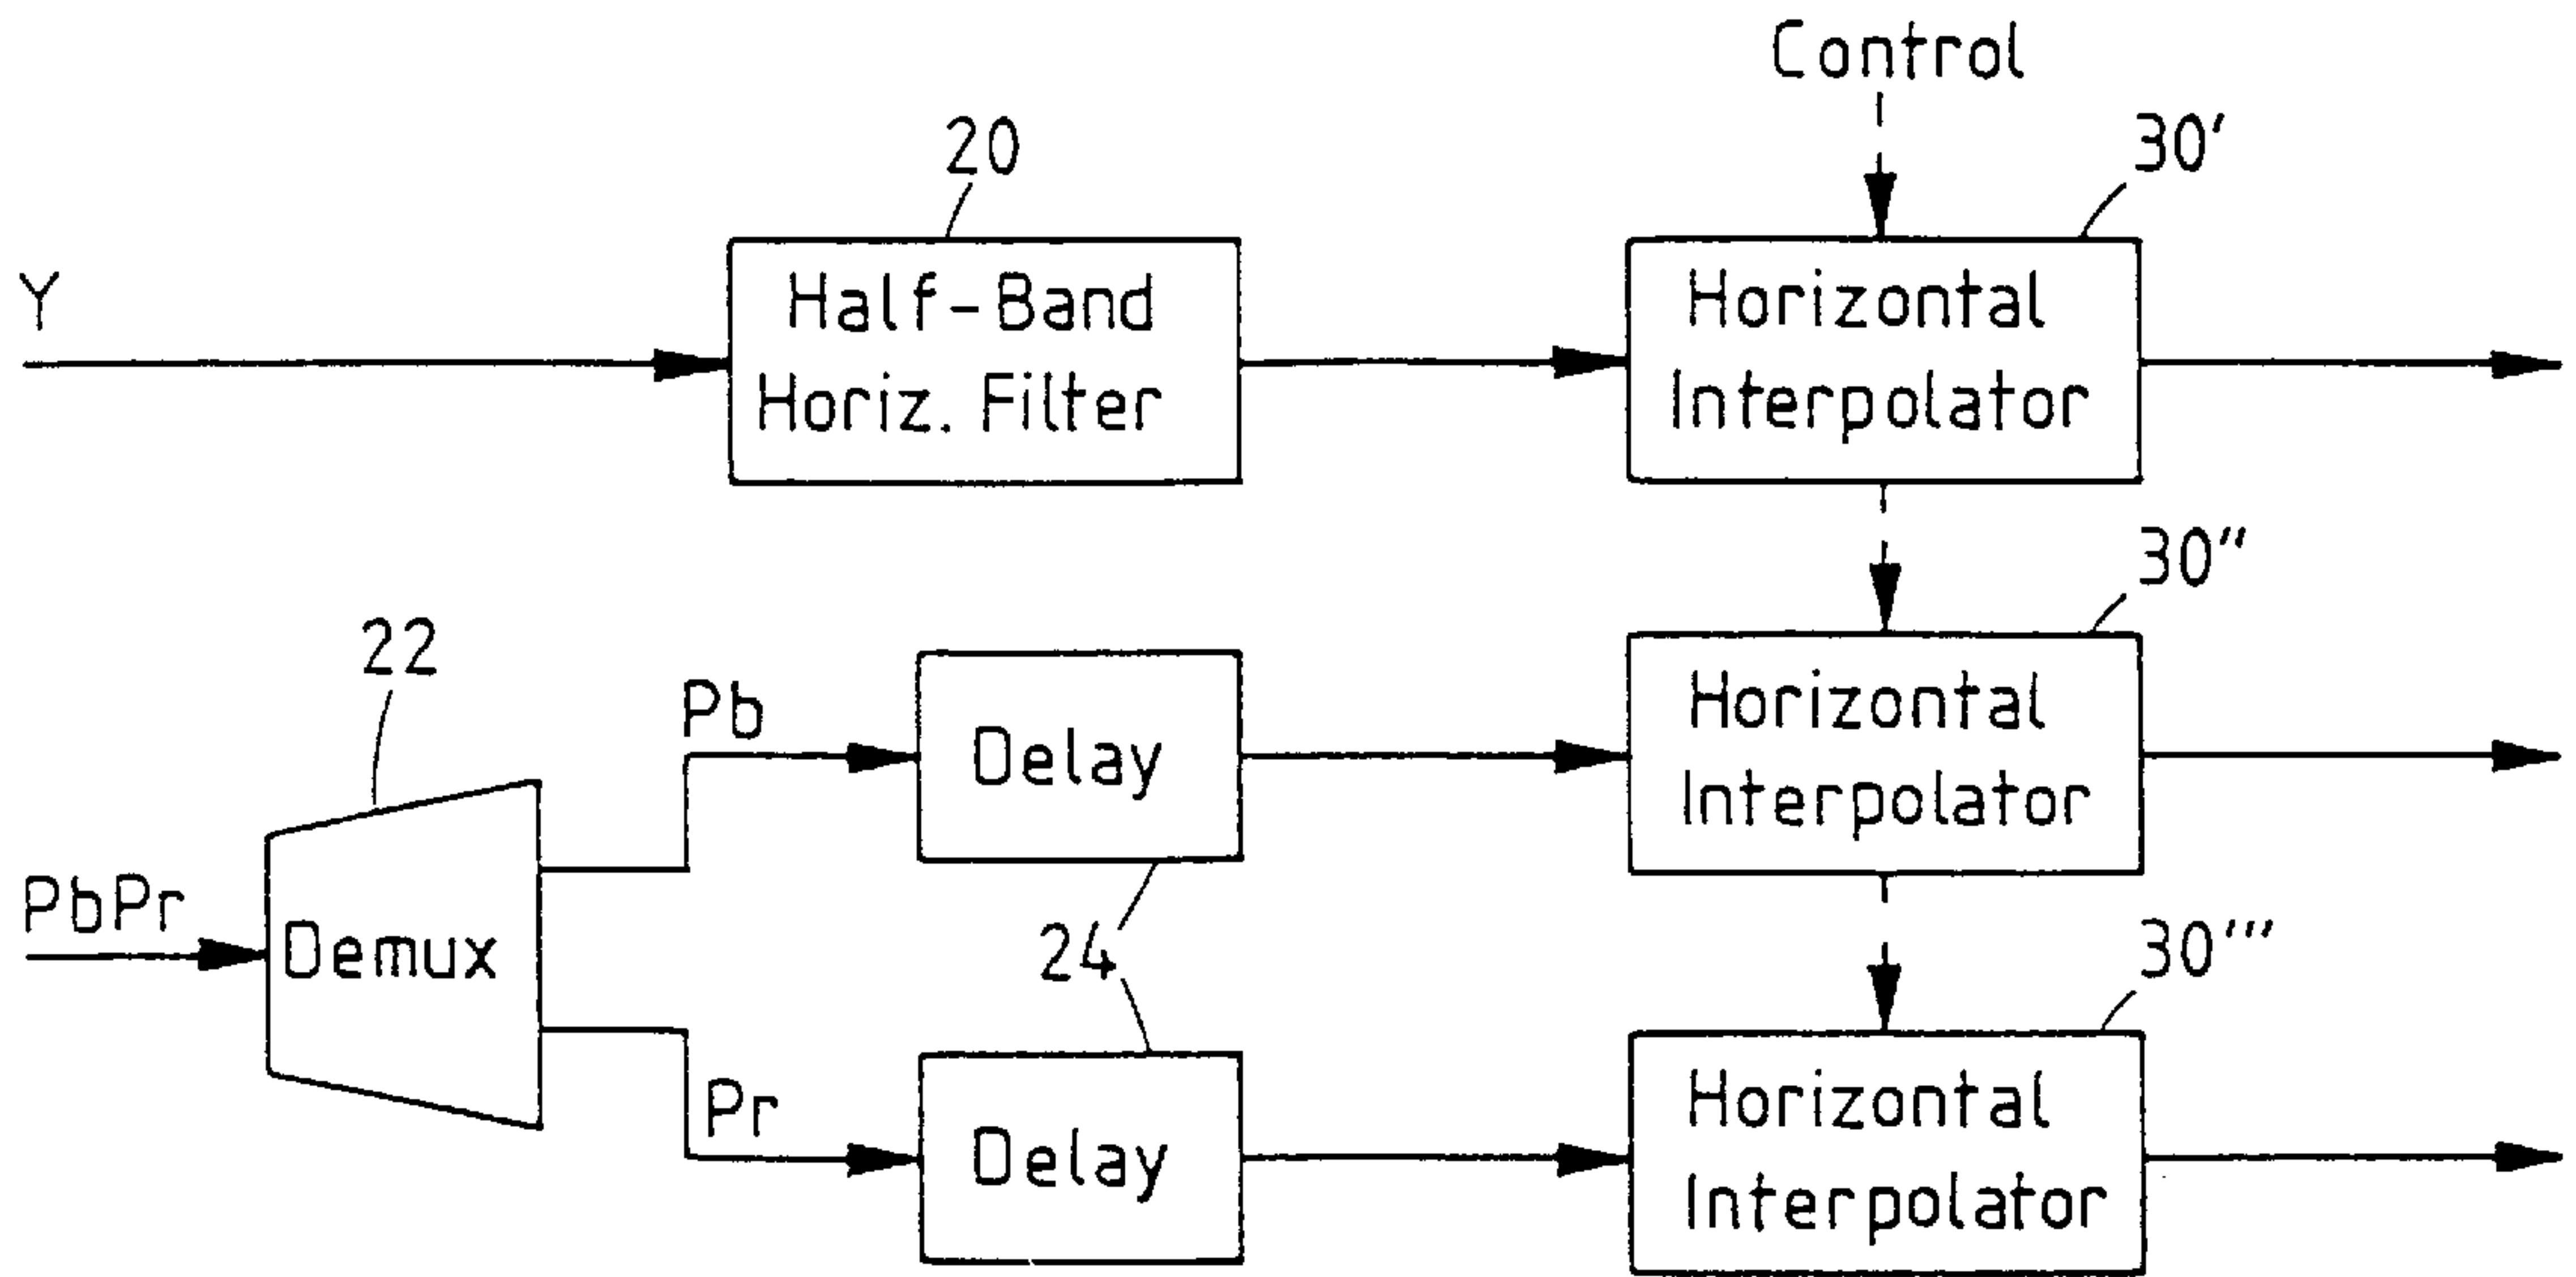 Control
20
30′
Y
Half-Band
Horiz. Filter
Horizontal
Interpolator
30″
22
Pb
Delay
Horizontal
Interpolator
PbPr
Demux
24
30‴
Pr
Delay
Horizontal
Interpolator